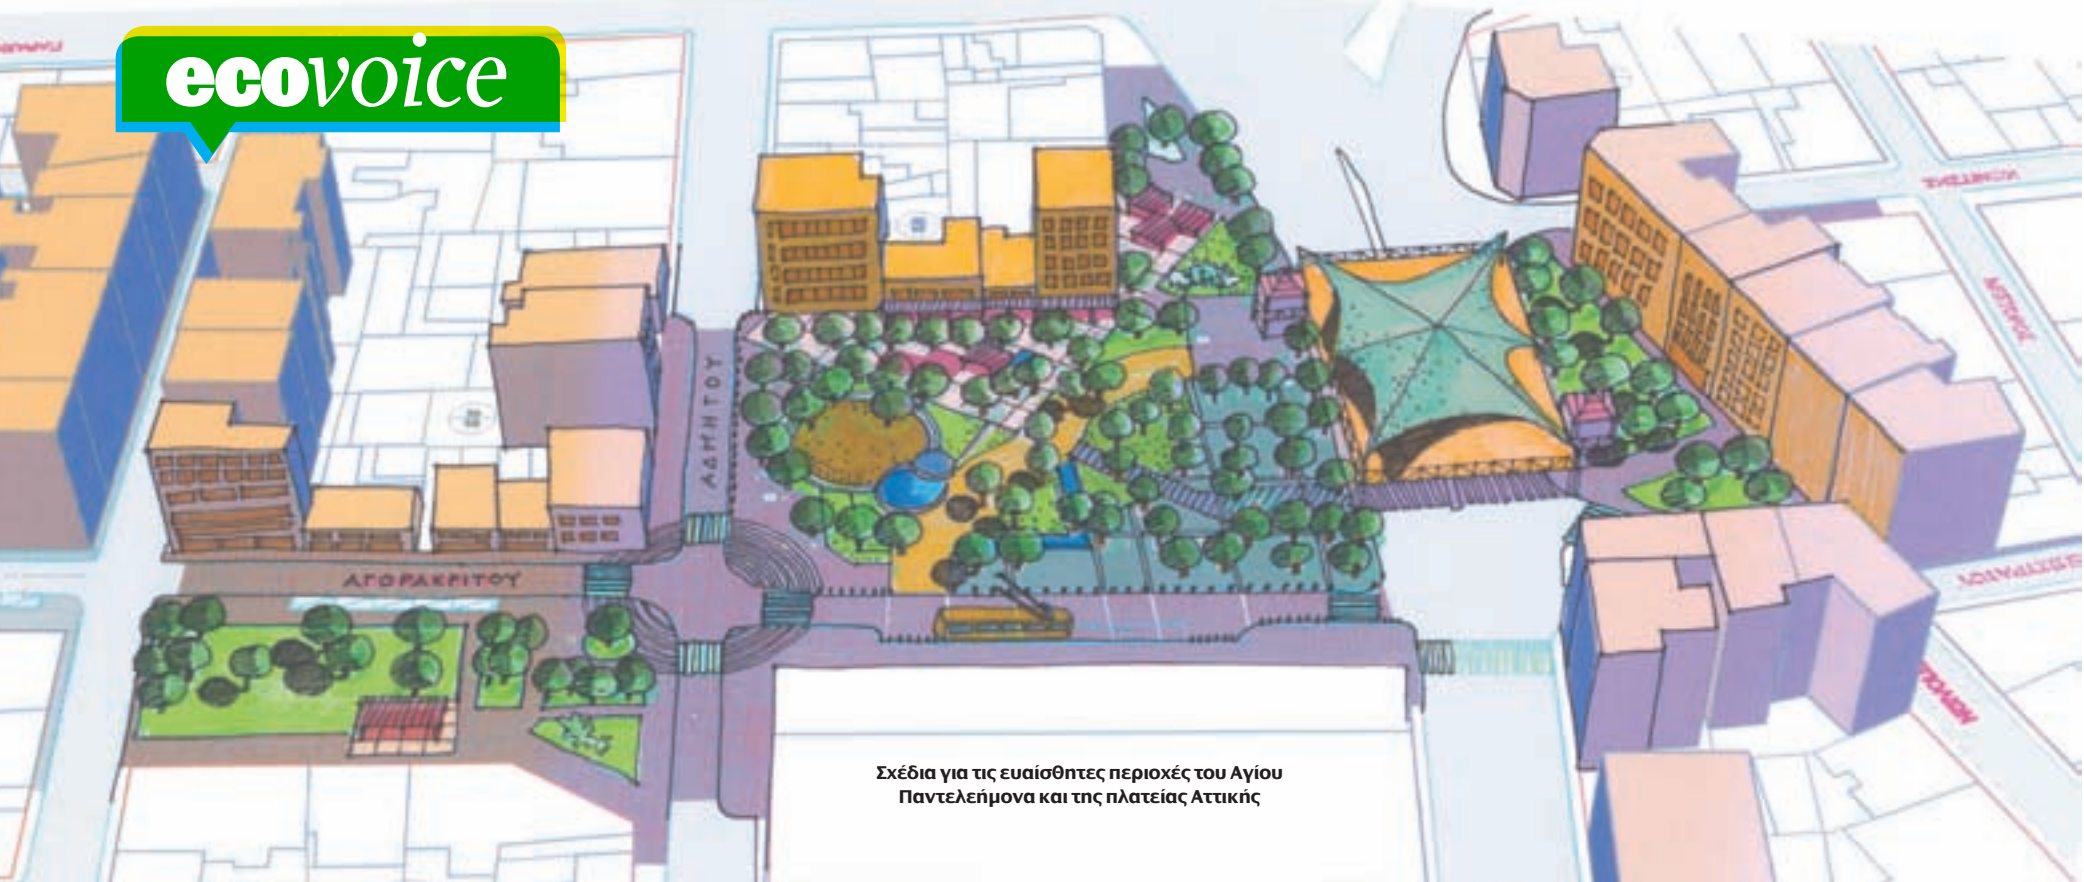 ecovoice
ΑΔΜΗΤΟΥ
ΑΓΟΡΑΚΡΙΤΟΥ
Σχέδια για τις ευαίσθητες περιοχές του Αγίου
Παντελεήμονα και της πλατείας Αττικής